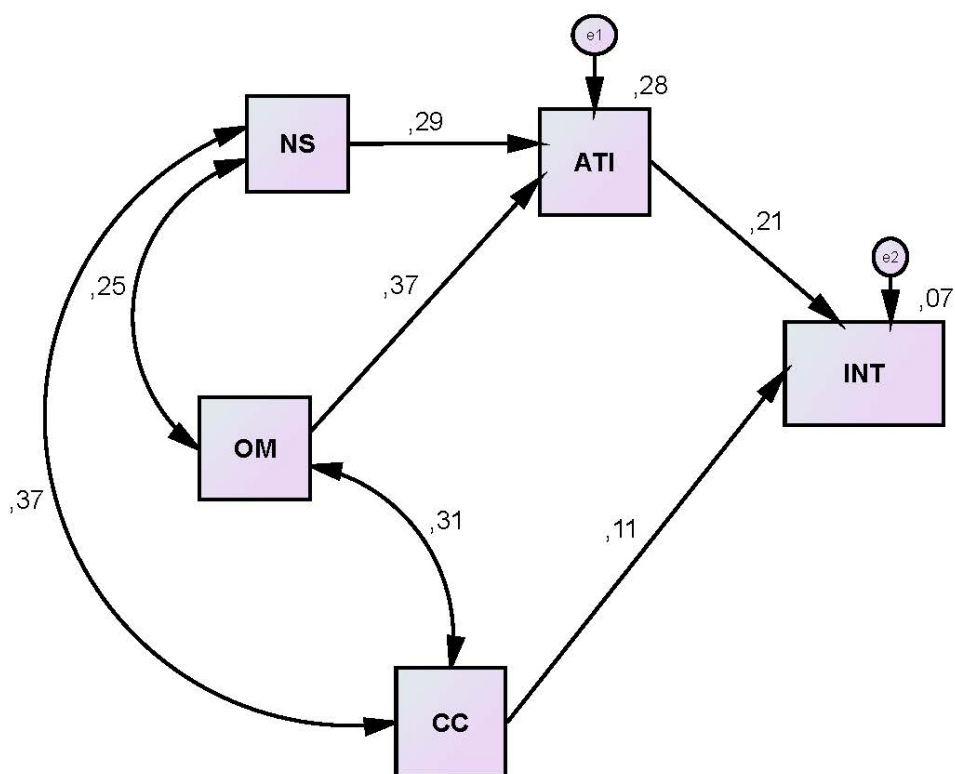 e1
,28
NS
,29
ATI
,21
e2
,25
,37
,07
INT
OM
,37
,31
,11
CC